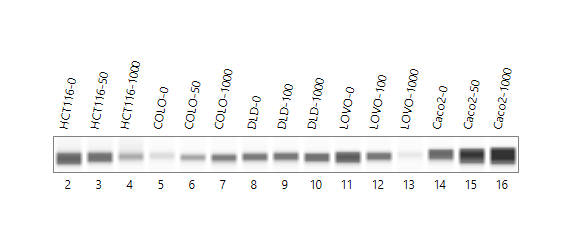 HCT116-0
HCT116-50
HCT116-1000
COLO-0
COLO-50
COLO-1000
DLD-0
DLD-100
DLD-1000
LOVO-0
LOVO-100
LOVO-1000
Caco2-0
Caco2-50
Caco2-1000
2 3 4 5 6 7 8 9 10 11 12 13 14 15 16